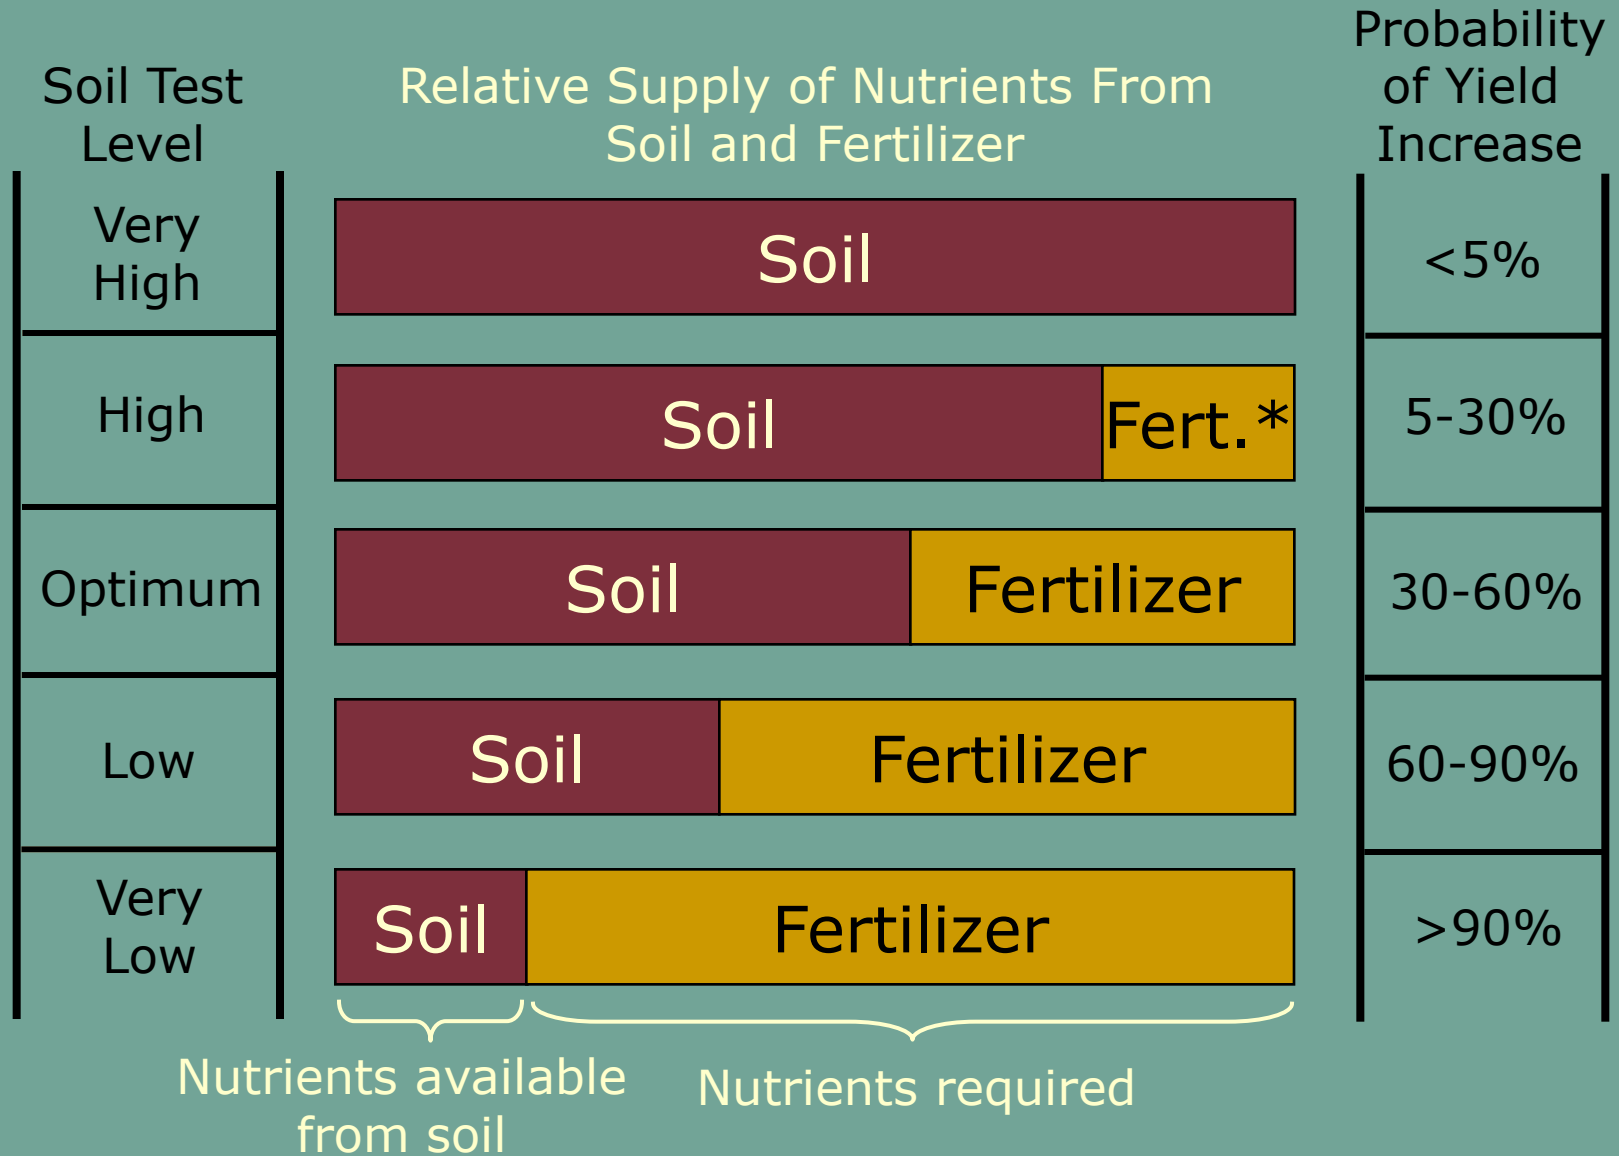 Soil Test
Level
Relative Supply of Nutrients From
Soil and Fertilizer
Probability
of Yield
Increase
Very
High
Soil
<5%
High
Soil
Fert.*
5-30%
Optimum
Soil
Fertilizer
30-60%
Low
Soil
Fertilizer
60-90%
Very
Low
Soil
Fertilizer
>90%
Nutrients available
from soil
Nutrients required